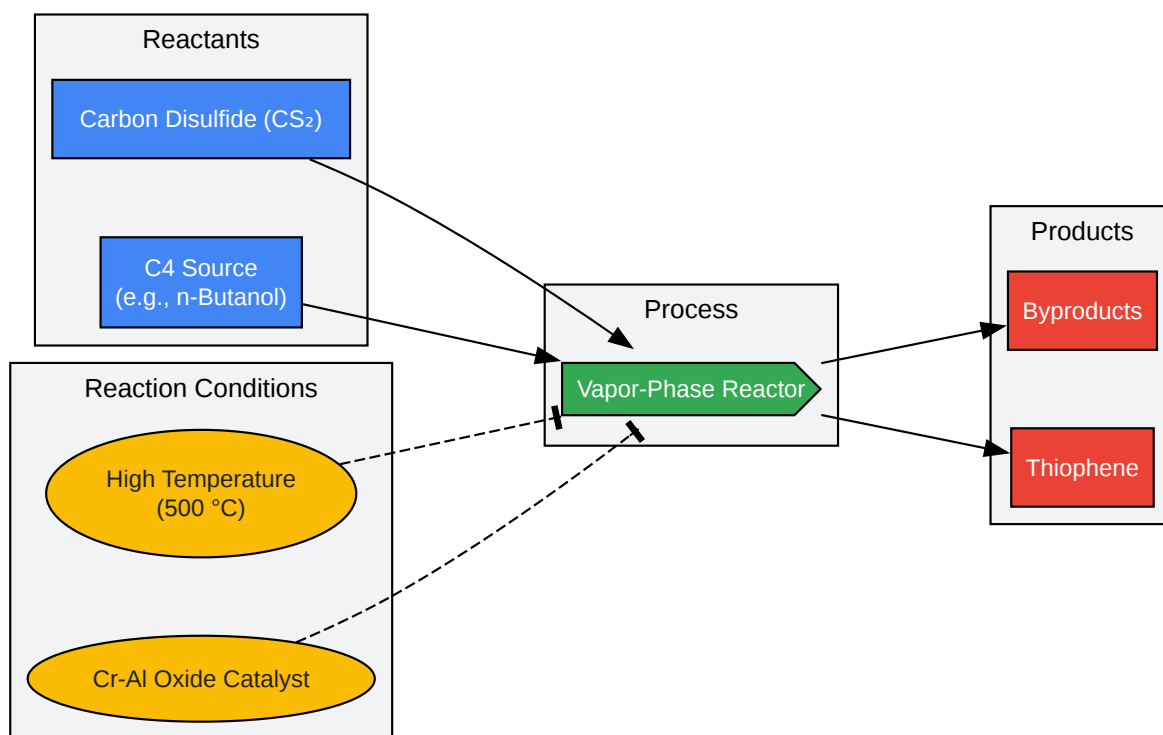 Reactants
Carbon Disulfide (CS₂)
C4 Source
(e.g., n-Butanol)
Reaction Conditions
High Temperature
(500 °C)
Cr-Al Oxide Catalyst
Process
Vapor-Phase Reactor
Products
Byproducts
Thiophene